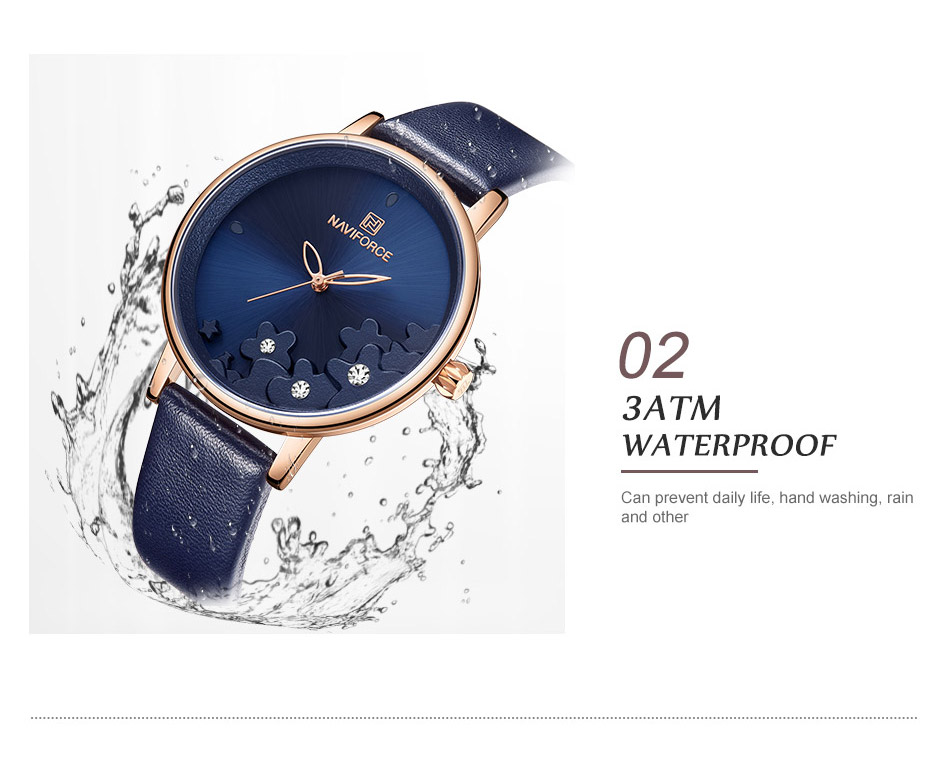 NAVIFORCE
02
3ATM
WATERPROOF
Can prevent daily life, hand washing, rain
and other